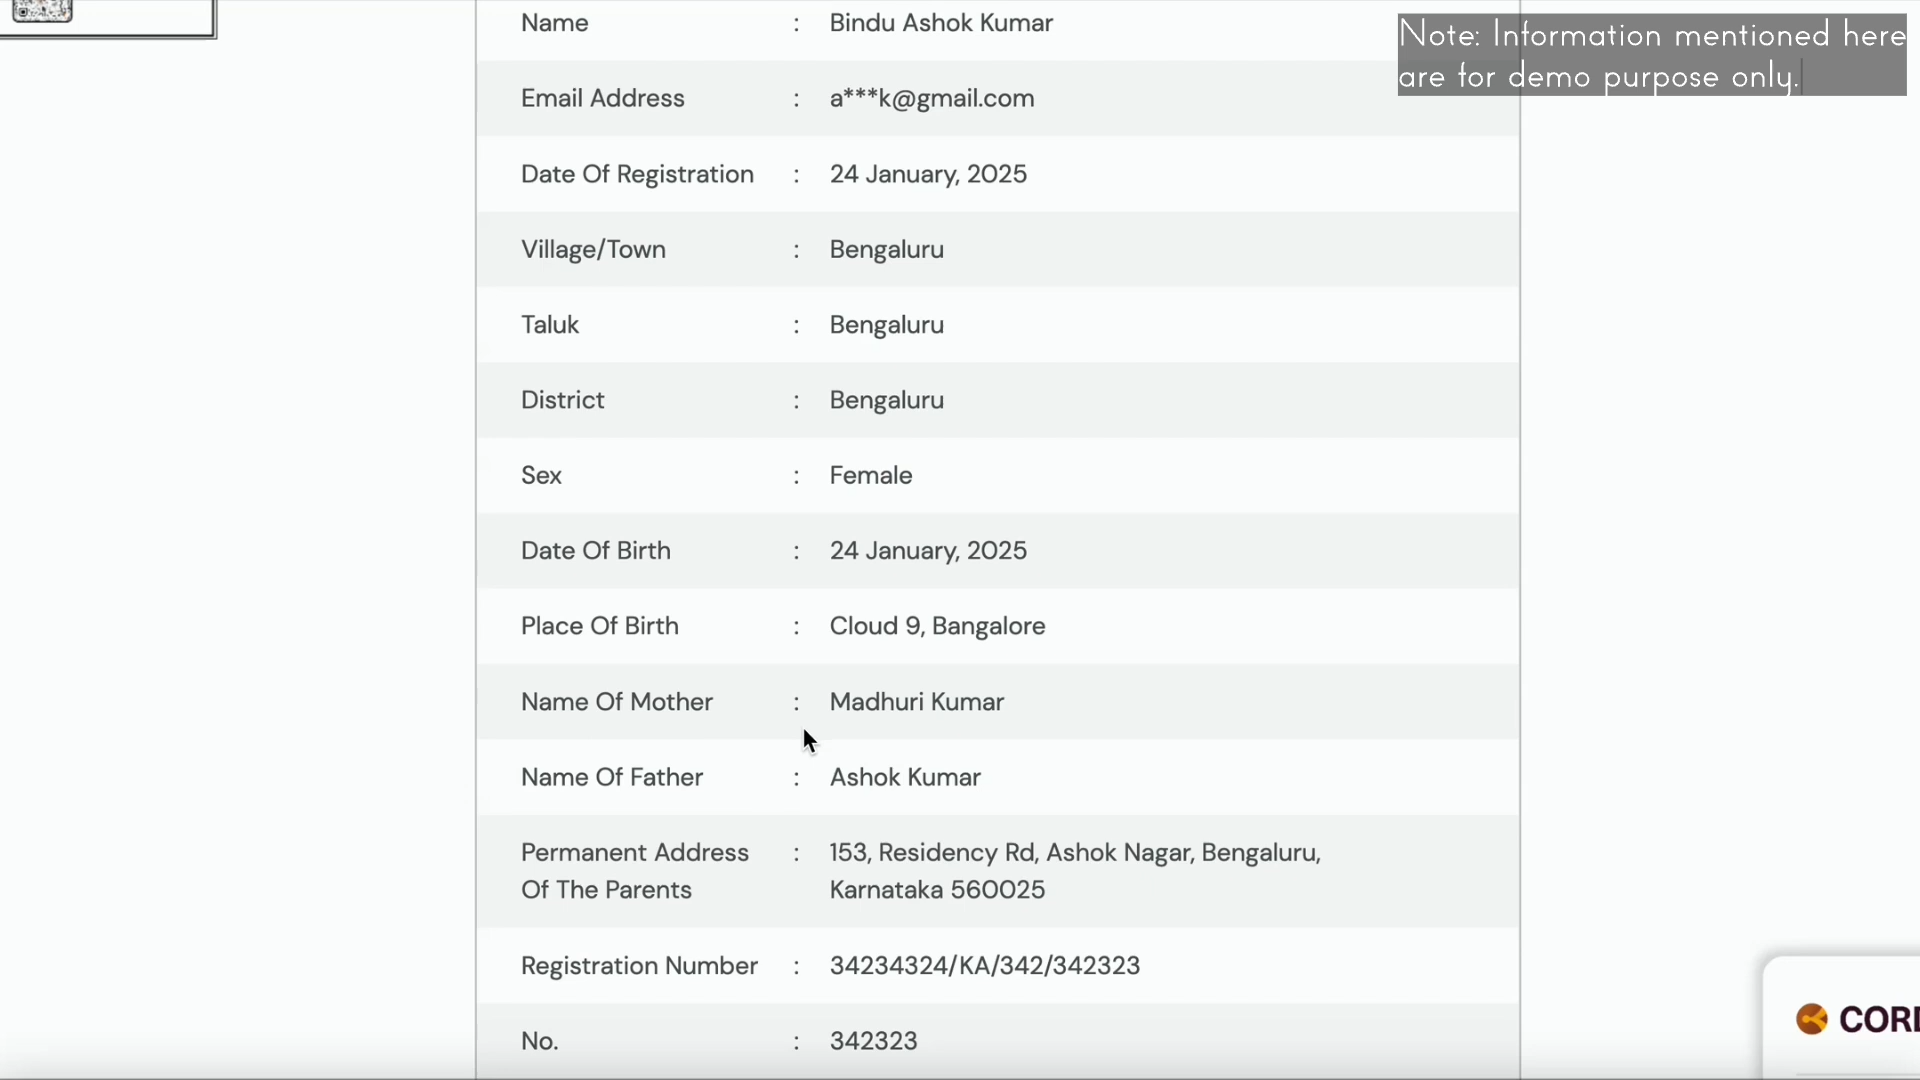 Note: Information mentioned here
are for demo purpose only.
Name : Bindu Ashok Kumar
Email Address : a***k@gmail.com
Date Of Registration : 24 January, 2025
Village/Town : Bengaluru
Taluk : Bengaluru
District : Bengaluru
Sex : Female
Date Of Birth : 24 January, 2025
Place Of Birth : Cloud 9, Bangalore
Name Of Mother : Madhuri Kumar
Name Of Father : Ashok Kumar
Permanent Address : 153, Residency Rd, Ashok Nagar, Bengaluru,
Of The Parents Karnataka 560025
Registration Number : 34234324/KA/342/342323
No. : 342323